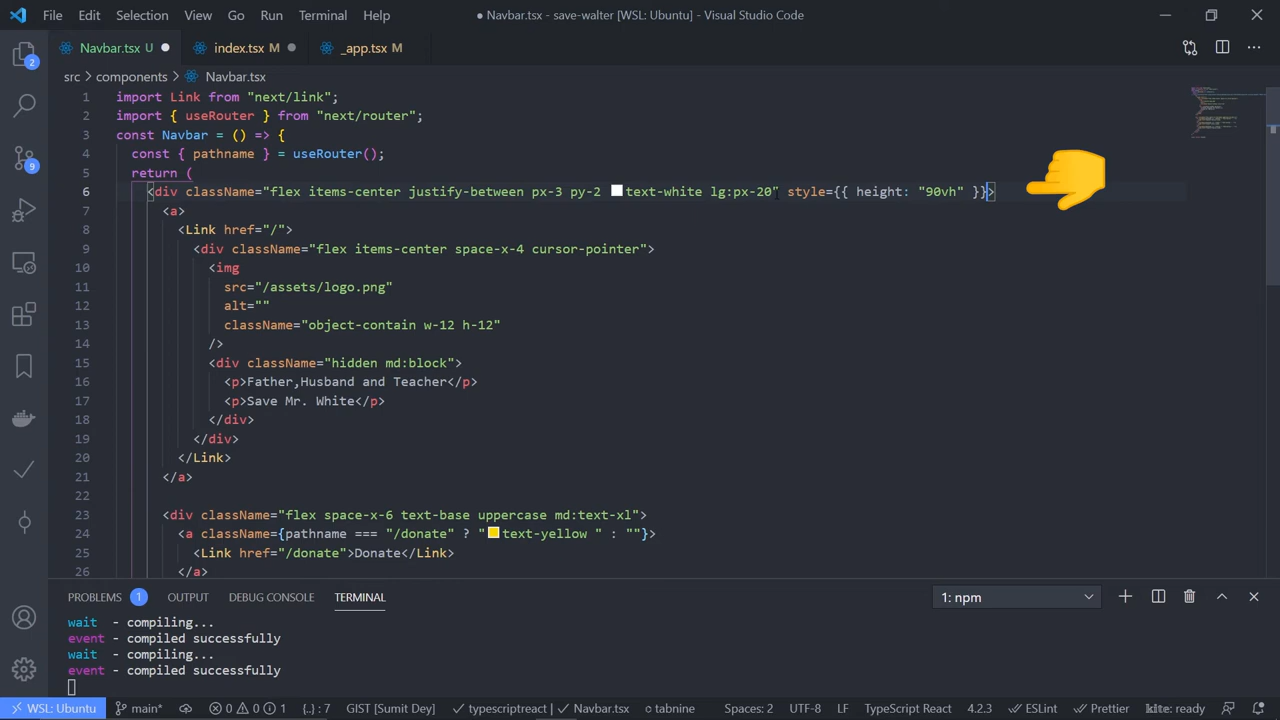 File Edit Selection View Go Run Terminal Help
● Navbar.tsx - save-walter [WSL: Ubuntu] - Visual Studio Code
Navbar.tsx U index.tsx M _app.tsx M
src > components > Navbar.tsx
2
9
1 import Link from "next/link";
2 import { useRouter } from "next/router";
3 const Navbar = () => {
4 const { pathname } = useRouter();
5 return (
6 <div className="flex items-center justify-between px-3 py-2 text-white lg:px-20" style={{ height: "90vh" }}>
7 <a>
8 <Link href="/">
9 <div className="flex items-center space-x-4 cursor-pointer">
10 <img
11 src="/assets/logo.png"
12 alt=""
13 className="object-contain w-12 h-12"
14 />
15 <div className="hidden md:block">
16 <p>Father,Husband and Teacher</p>
17 <p>Save Mr. White</p>
18 </div>
19 </div>
20 </Link>
21 </a>
22
23 <div className="flex space-x-6 text-base uppercase md:text-xl">
24 <a className={pathname === "/donate" ? "text-yellow " : ""}>
25 <Link href="/donate">Donate</Link>
26 </a>
PROBLEMS 1 OUTPUT DEBUG CONSOLE TERMINAL 1: npm
wait - compiling...
event - compiled successfully
wait - compiling...
event - compiled successfully
WSL: Ubuntu main* 0 0 1 {..} : 7 GIST [Sumit Dey] typescriptreact Navbar.tsx tabnine Spaces: 2 UTF-8 LF TypeScript React 4.2.3 ESLint Prettier kite: ready